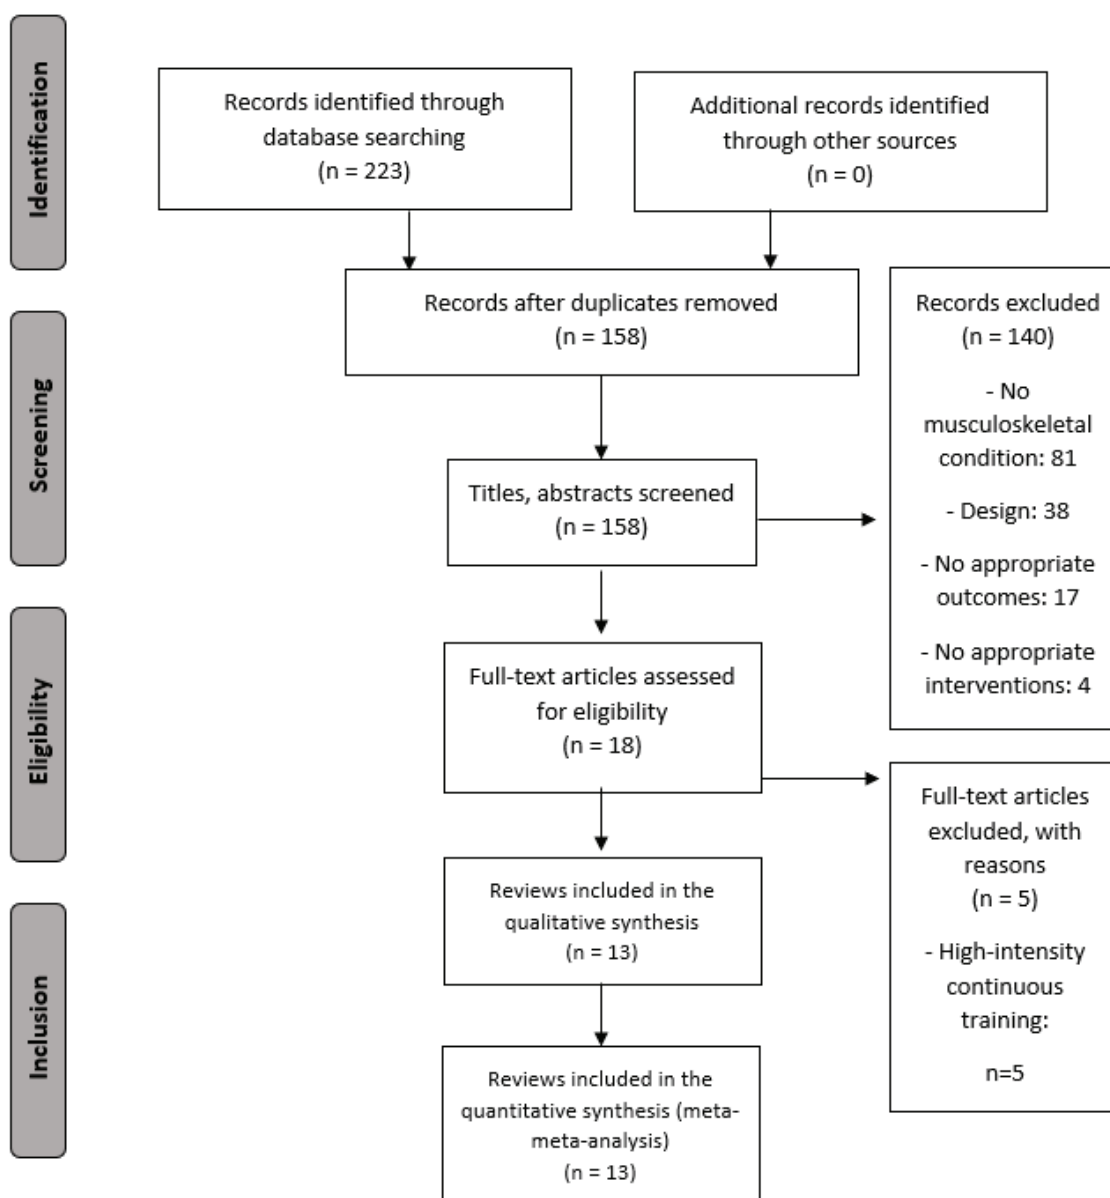 Identification
Records identified through
database searching
(n = 223)
Additional records identified
through other sources
(n = 0)
Records after duplicates removed
(n = 158)
Screening
Titles, abstracts screened
(n = 158)
Records excluded
(n = 140)
- No
musculoskeletal
condition: 81
- Design: 38
- No appropriate
outcomes: 17
- No appropriate
interventions: 4
Eligibility
Full-text articles assessed
for eligibility
(n = 18)
Full-text articles
excluded, with
reasons
(n = 5)
- High-intensity
continuous
training:
n=5
Inclusion
Reviews included in the
qualitative synthesis
(n = 13)
Reviews included in the
quantitative synthesis (meta-
meta-analysis)
(n = 13)